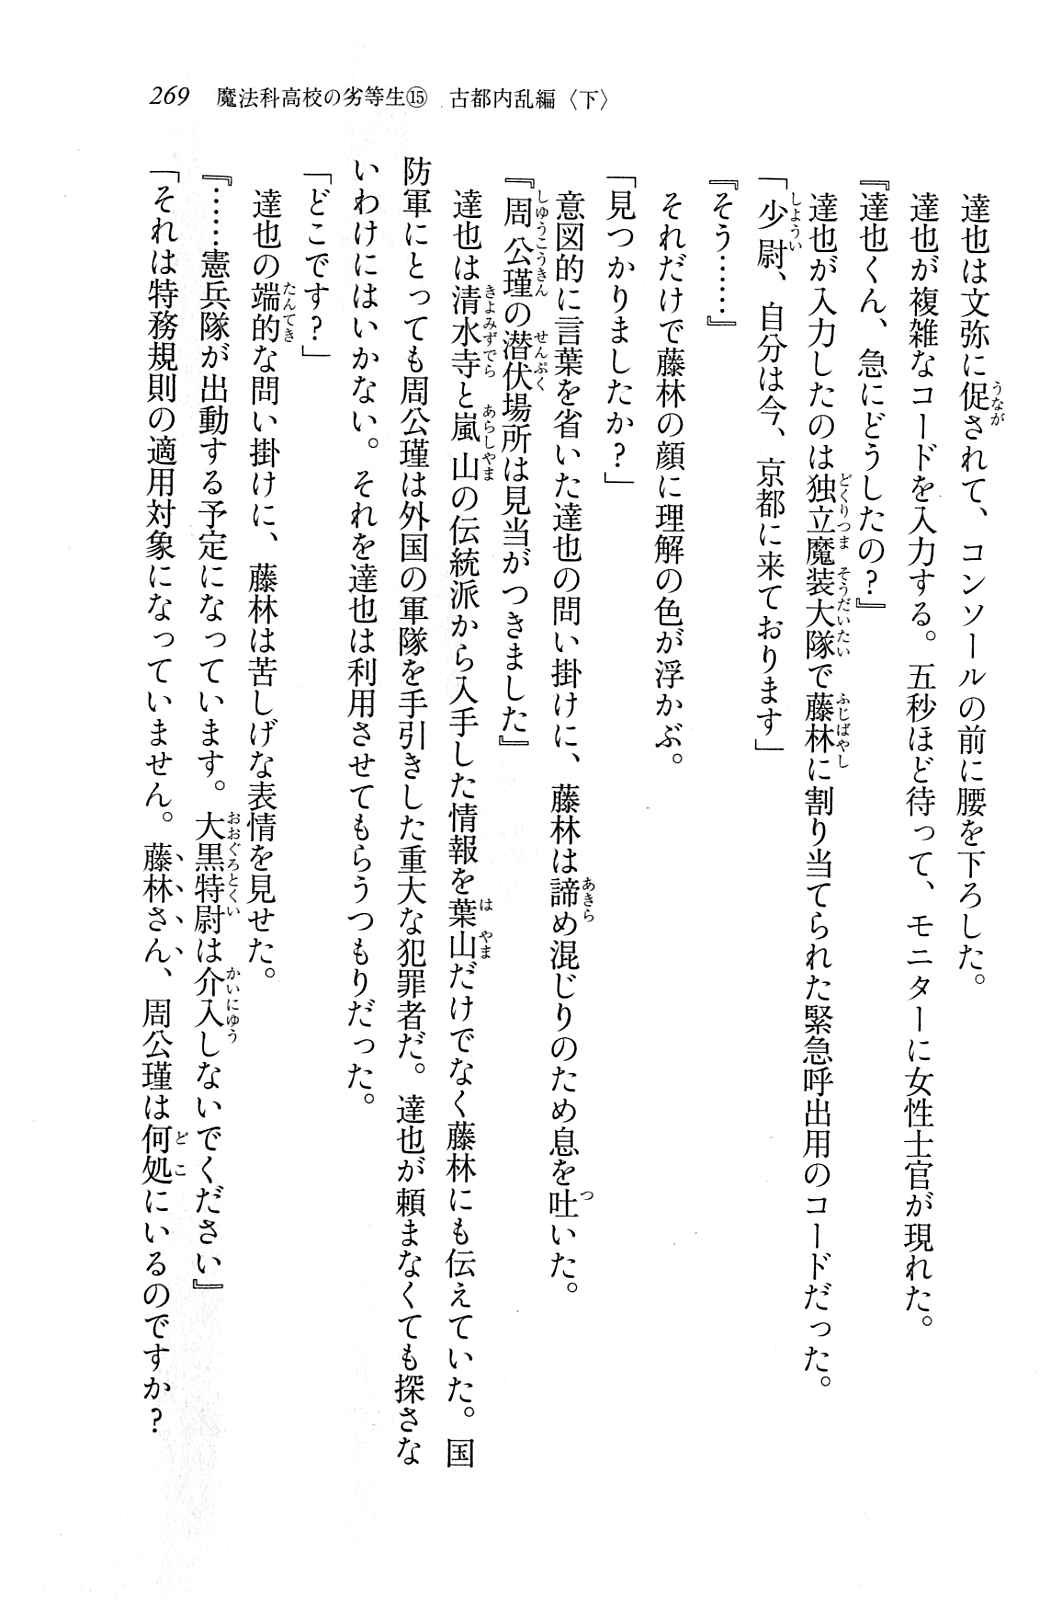 269 魔法科高校の劣等生⑮ 古都内乱編〈下〉
達也は文弥に促されて、コンソールの前に腰を下ろした。
達也が複雑なコードを入力する。五秒ほど待って、モニターに女性士官が現れた。
『達也くん、急にどうしたの？』
達也が入力したのは独立魔装大隊で藤林に割り当てられた緊急呼出用のコードだった。
「少尉、自分は今、京都に来ております」
『そう……』
それだけで藤林の顔に理解の色が浮かぶ。
「見つかりましたか？」
意図的に言葉を省いた達也の問い掛けに、藤林は諦め混じりのため息を吐いた。
『周公瑾の潜伏場所は見当がつきました』
達也は清水寺と嵐山の伝統派から入手した情報を葉山だけでなく藤林にも伝えていた。国
防軍にとっても周公瑾は外国の軍隊を手引きした重大な犯罪者だ。達也が頼まなくても探さな
いわけにはいかない。それを達也は利用させてもらうつもりだった。
「どこです？」
達也の端的な問い掛けに、藤林は苦しげな表情を見せた。
『……憲兵隊が出動する予定になっています。大黒特尉は介入しないでください』
「それは特務規則の適用対象になっていません。藤林さん、周公瑾は何処にいるのですか？